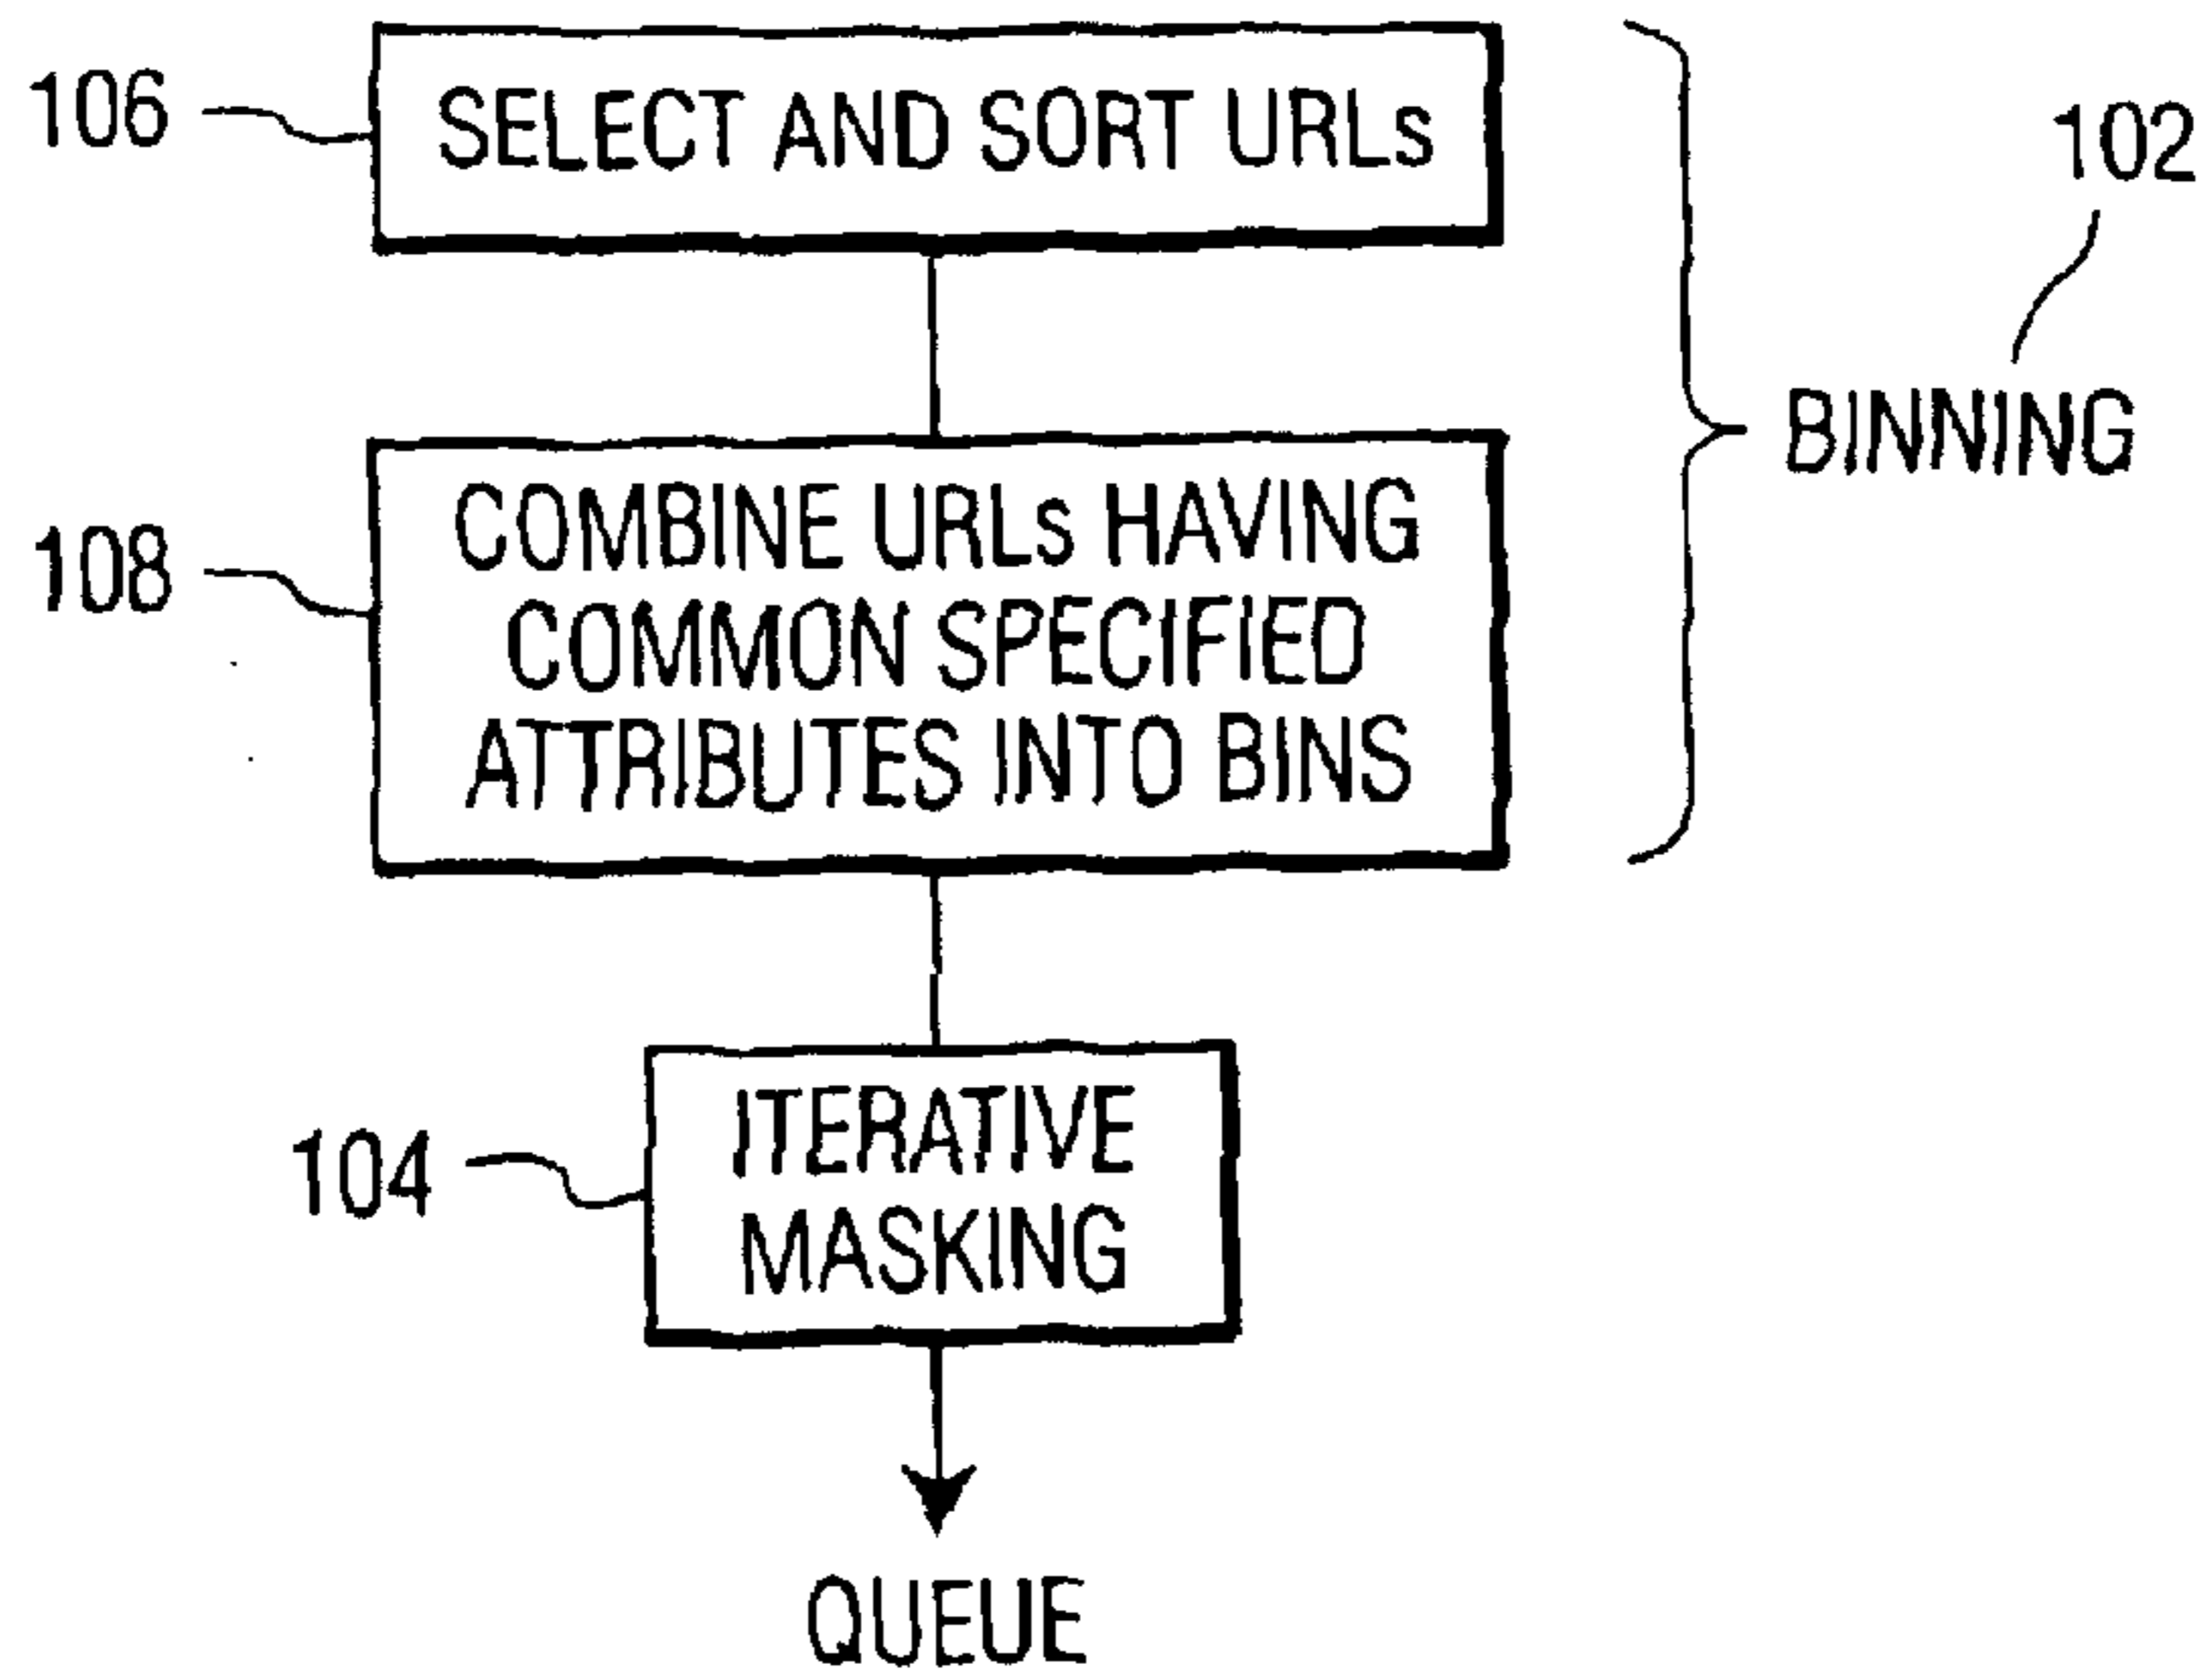 106
SELECT AND SORT URLs
102
BINNING
108
COMBINE URLs HAVING
COMMON SPECIFIED
ATTRIBUTES INTO BINS
104
ITERATIVE
MASKING
QUEUE